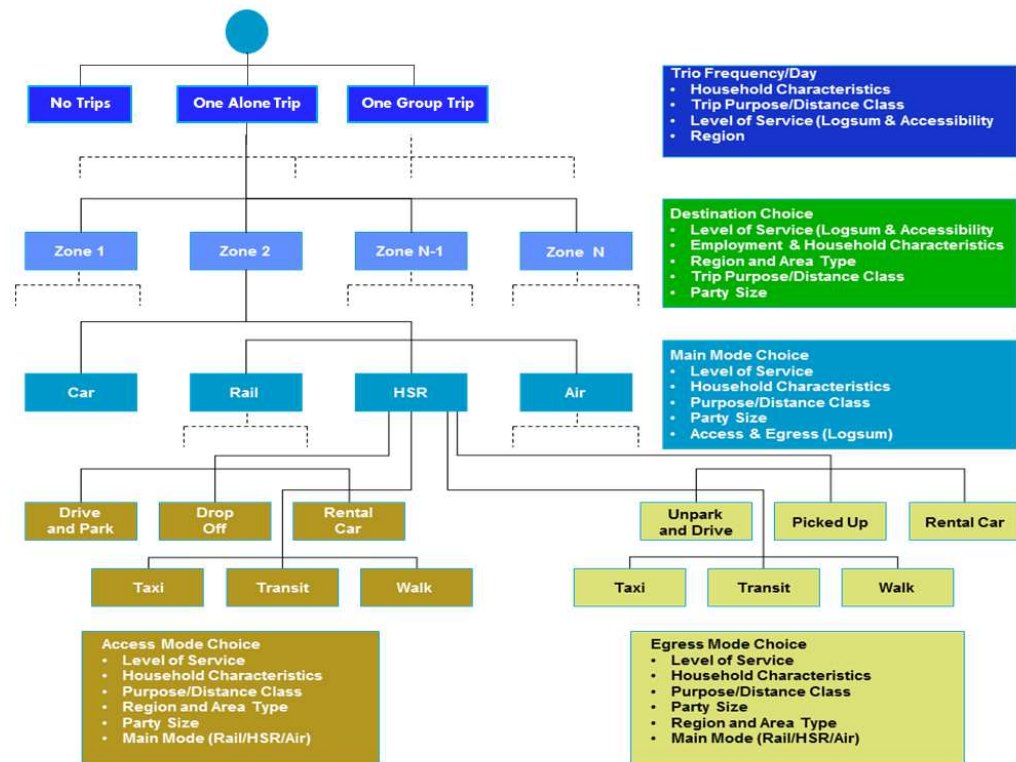 No Trips
One Alone Trip
One Group Trip
Trio Frequency/Day
• Household Characteristics
• Trip Purpose/Distance Class
• Level of Service (Logsum & Accessibility
• Region
Zone 1
Zone 2
Zone N-1
Zone N
Destination Choice
• Level of Service (Logsum & Accessibility
• Employment & Household Characteristics
• Region and Area Type
• Trip Purpose/Distance Class
• Party Size
Car
Rail
HSR
Air
Main Mode Choice
• Level of Service
• Household Characteristics
• Purpose/Distance Class
• Party Size
• Access & Egress (Logsum)
Drive
and Park
Drop
Off
Rental
Car
Unpark
and Drive
Picked Up
Rental Car
Taxi
Transit
Walk
Taxi
Transit
Walk
Access Mode Choice
• Level of Service
• Household Characteristics
• Purpose/Distance Class
• Region and Area Type
• Party Size
• Main Mode (Rail/HSR/Air)
Egress Mode Choice
• Level of Service
• Household Characteristics
• Purpose/Distance Class
• Party Size
• Region and Area Type
• Main Mode (Rail/HSR/Air)